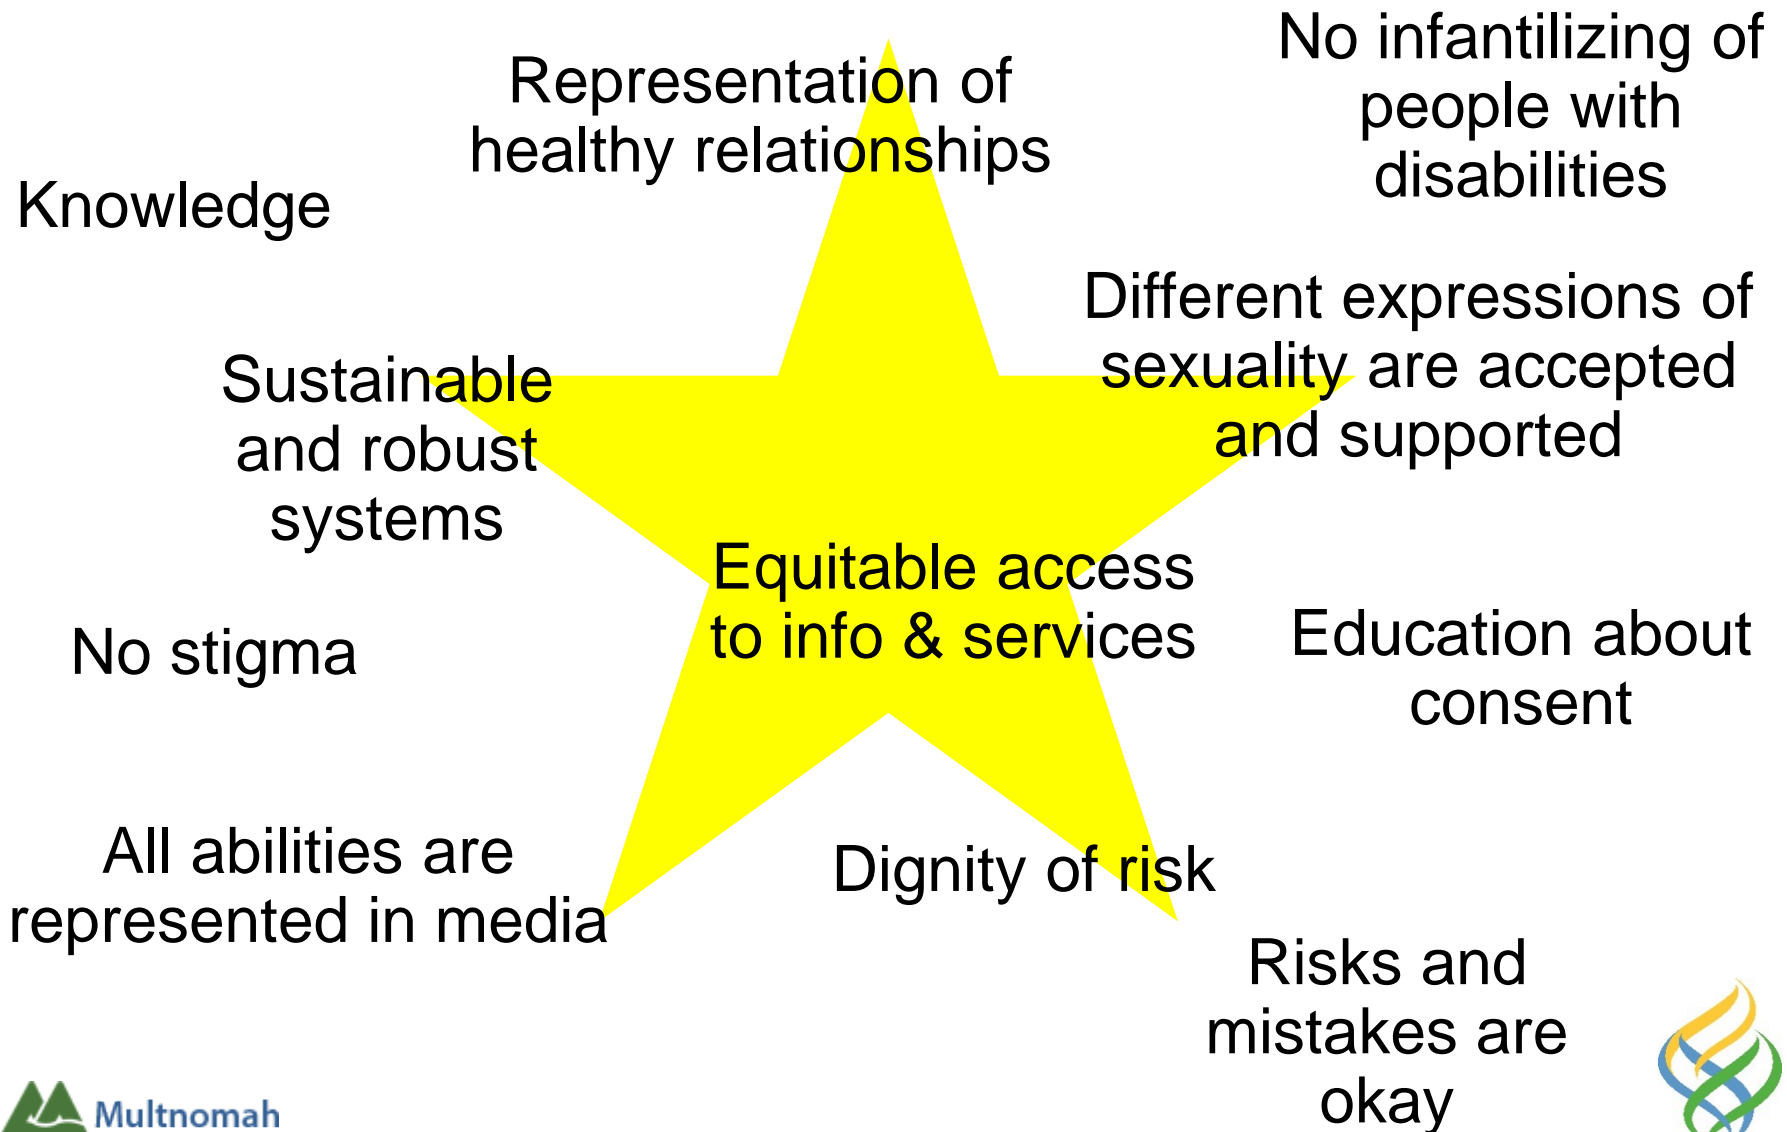 Representation of
healthy relationships
No infantilizing of
people with
disabilities
Knowledge
Different expressions of
sexuality are accepted
and supported
Sustainable
and robust
systems
Equitable access
to info & services
No stigma
Education about
consent
All abilities are
represented in media
Dignity of risk
Risks and
mistakes are
okay
Multnomah